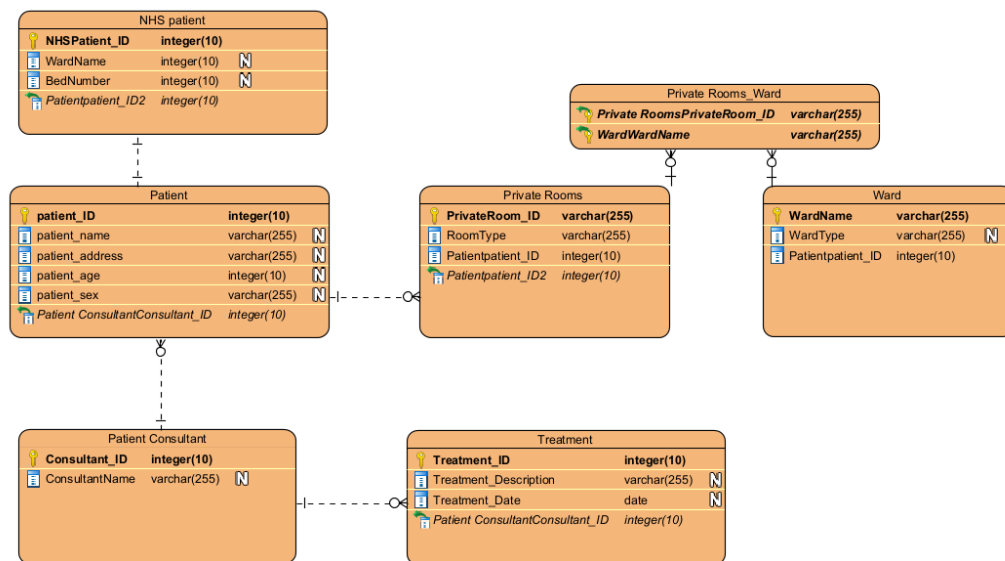 NHS patient
NHSPatient_ID integer(10)
WardName integer(10) N
BedNumber integer(10) N
Patientpatient_ID2 integer(10)
Private Rooms_Ward
Private RoomsPrivateRoom_ID varchar(255)
WardWardName varchar(255)
Patient
patient_ID integer(10)
patient_name varchar(255) N
patient_address varchar(255) N
patient_age integer(10) N
patient_sex varchar(255) N
Patient ConsultantConsultant_ID integer(10)
Private Rooms
PrivateRoom_ID varchar(255)
RoomType varchar(255)
Patientpatient_ID integer(10)
Patientpatient_ID2 integer(10)
Ward
WardName varchar(255)
WardType varchar(255) N
Patientpatient_ID integer(10)
Patient Consultant
Consultant_ID integer(10)
ConsultantName varchar(255) N
Treatment
Treatment_ID integer(10)
Treatment_Description varchar(255) N
Treatment_Date date N
Patient ConsultantConsultant_ID integer(10)